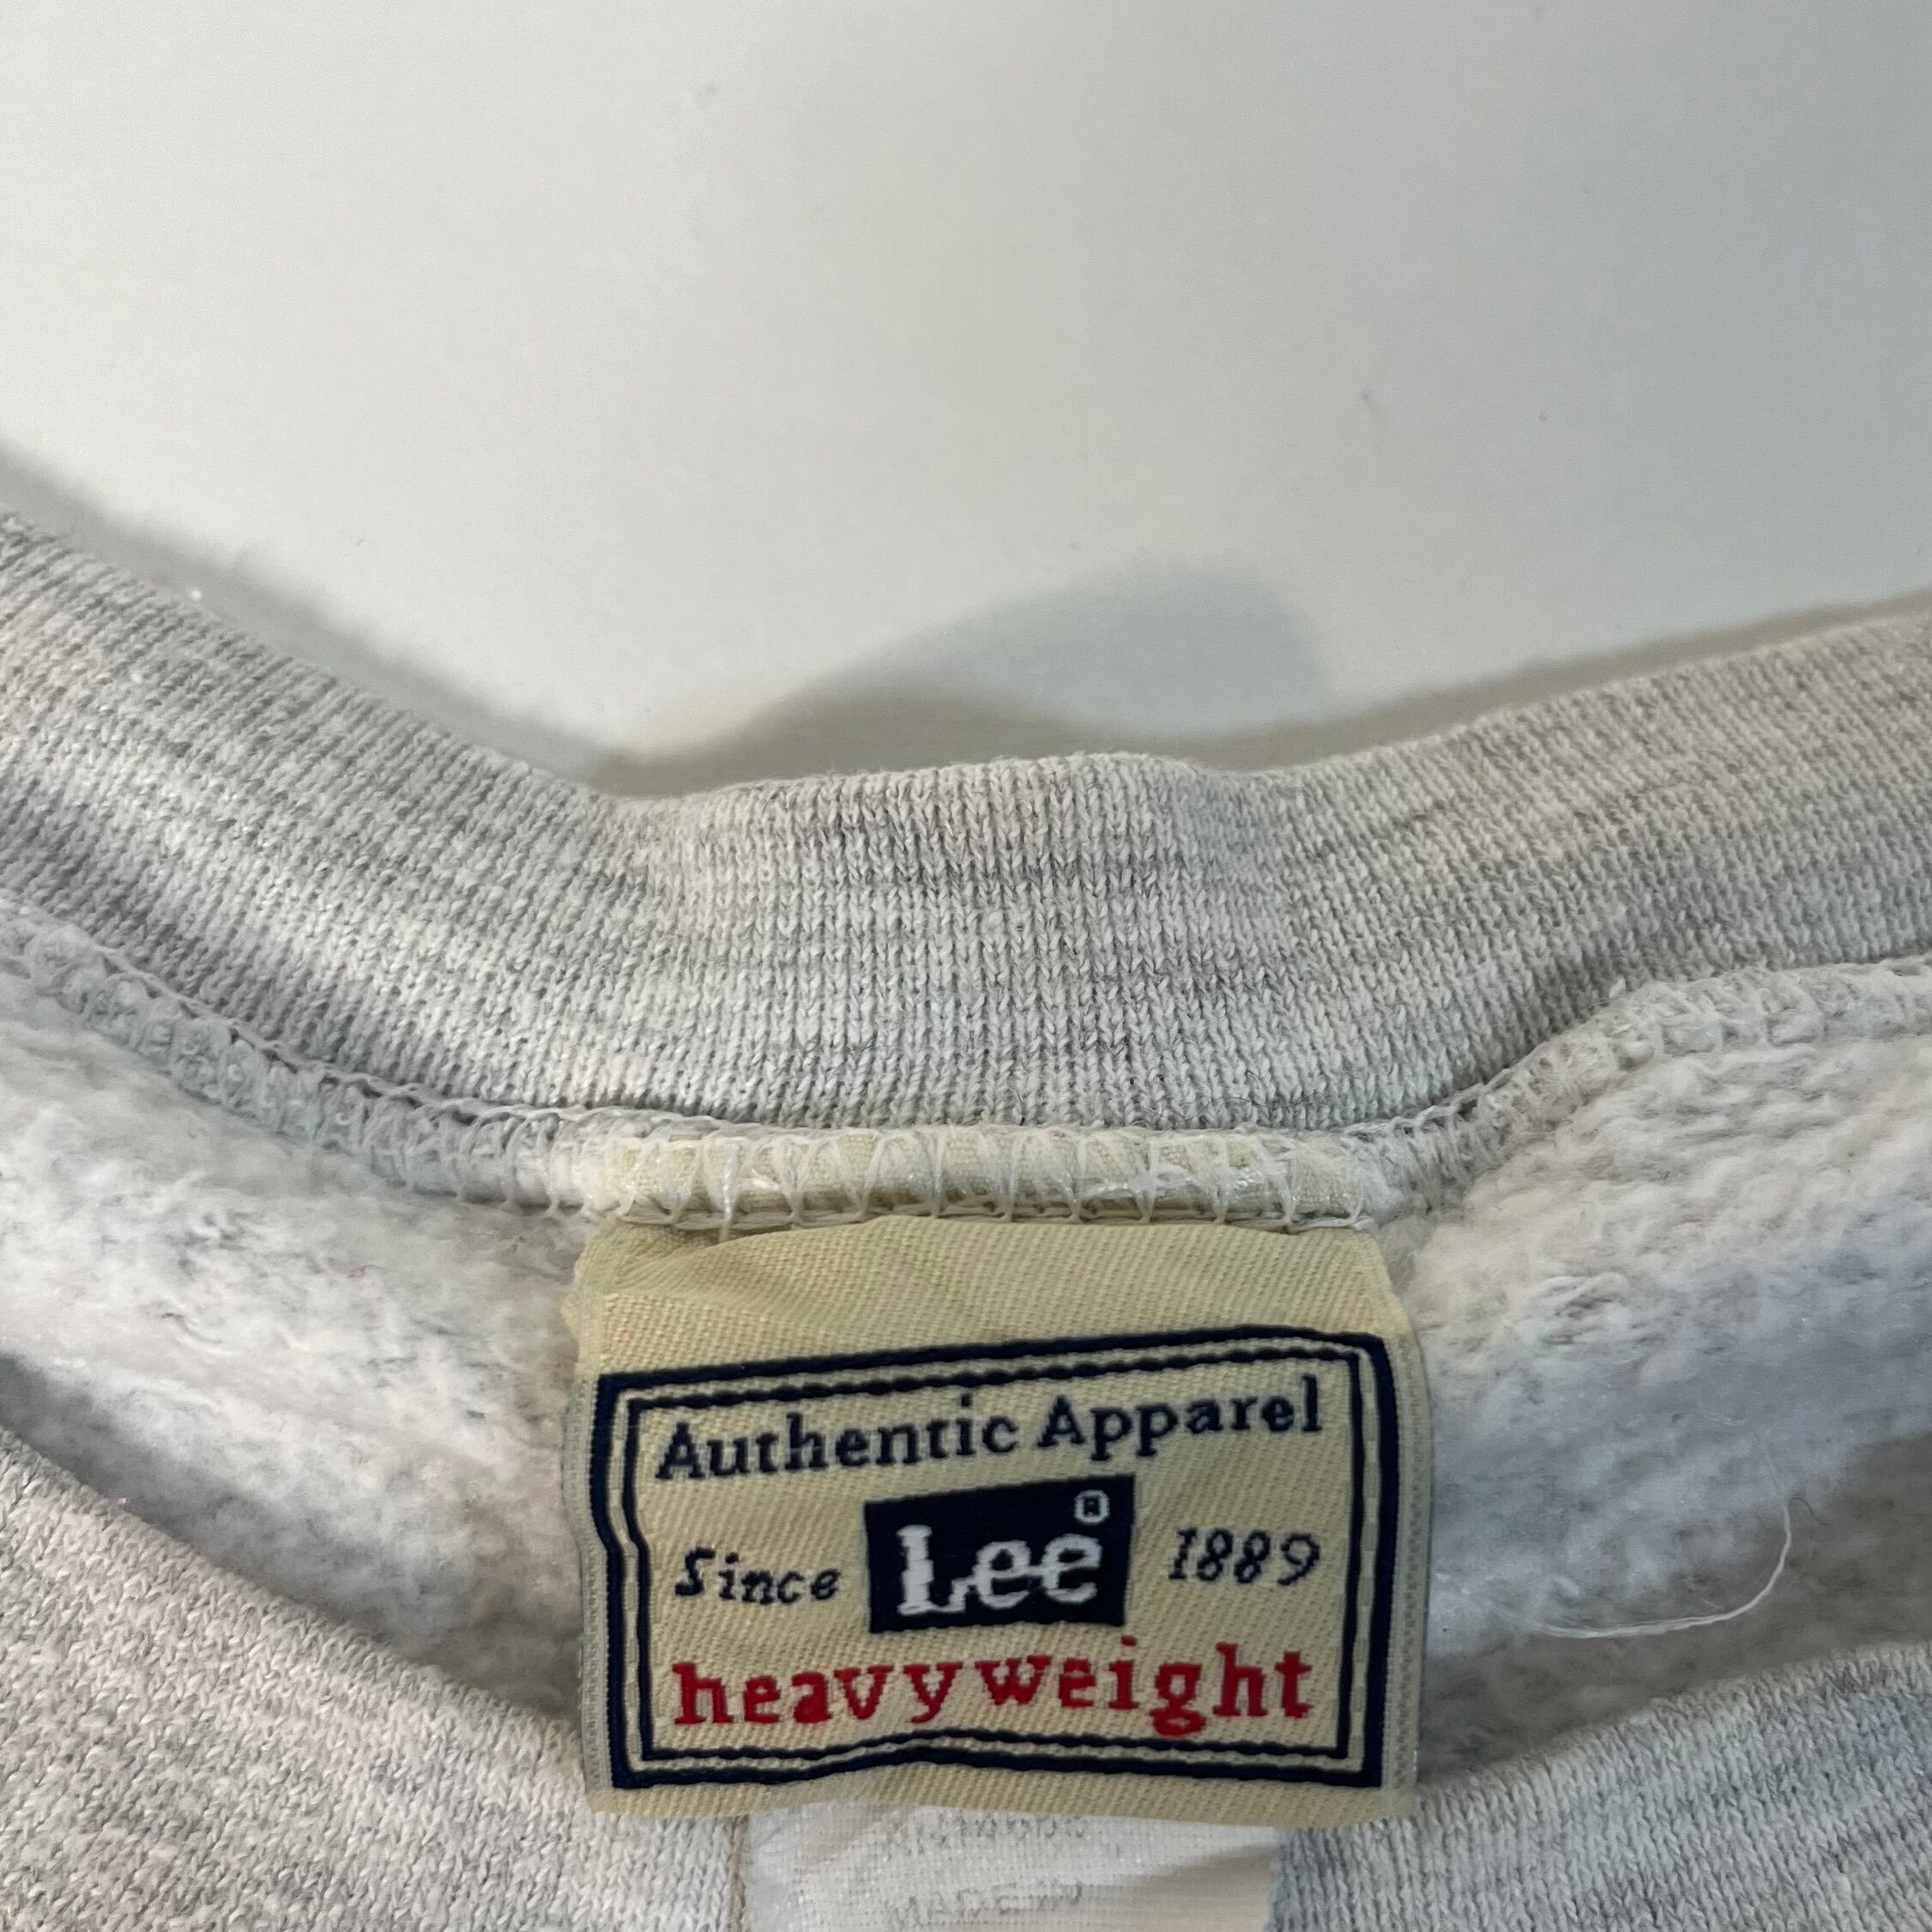 Authentic Apparel
Since Lee® 1889
heavyweight